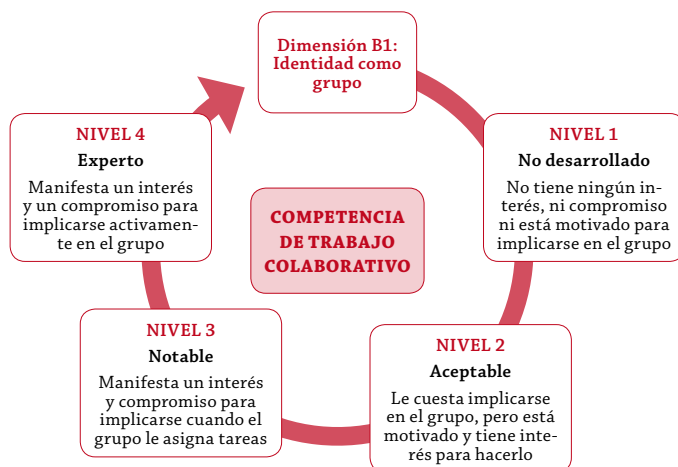 Dimensión B1:
Identidad como
grupo
NIVEL 1
No desarrollado
No tiene ningún in-
terés, ni compromiso
ni está motivado para
implicarse en el grupo
NIVEL 2
Aceptable
Le cuesta implicarse
en el grupo, pero está
motivado y tiene inte-
rés para hacerlo
NIVEL 3
Notable
Manifesta un interés
y compromiso para
implicarse cuando el
grupo le asigna tareas
NIVEL 4
Experto
Manifesta un interés
y un compromiso para
implicarse activamen-
te en el grupo
COMPETENCIA
DE TRABAJO
COLABORATIVO